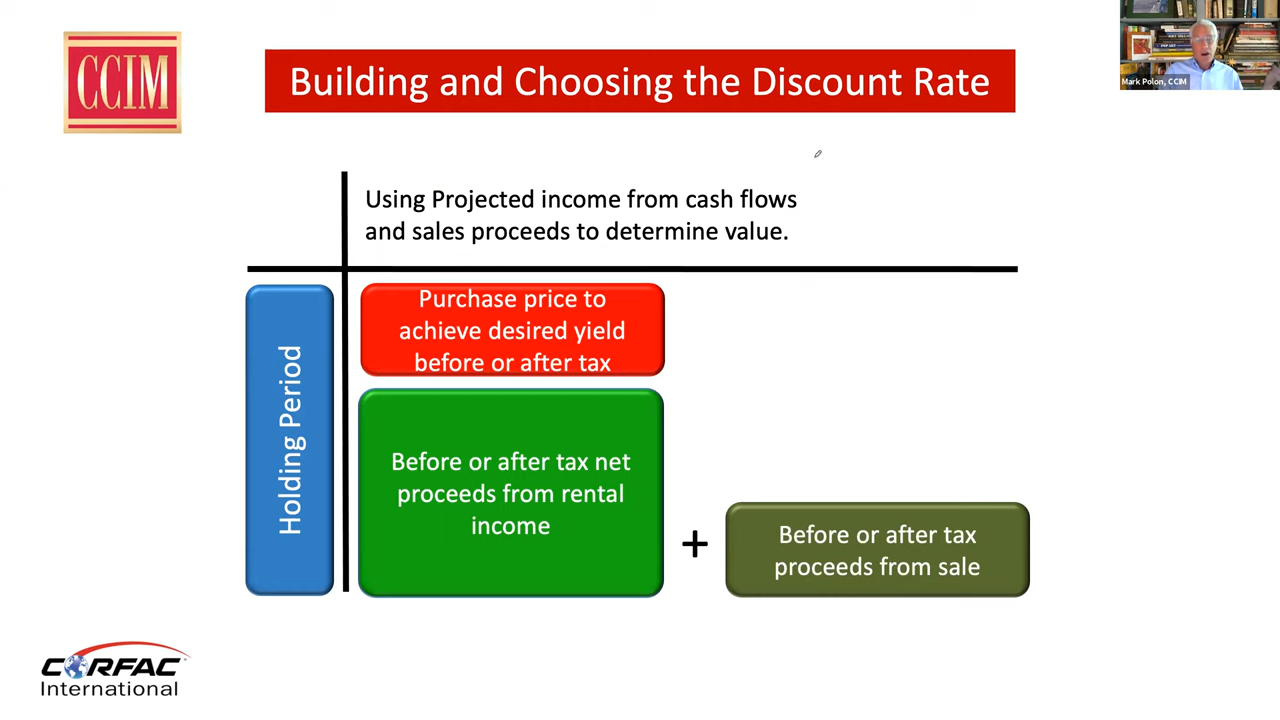 CCIM
Building and Choosing the Discount Rate
Mark Polon, CCIM
Using Projected income from cash flows
and sales proceeds to determine value.
Holding Period
Purchase price to
achieve desired yield
before or after tax
Before or after tax net
proceeds from rental
income
+
Before or after tax
proceeds from sale
CORFAC
International